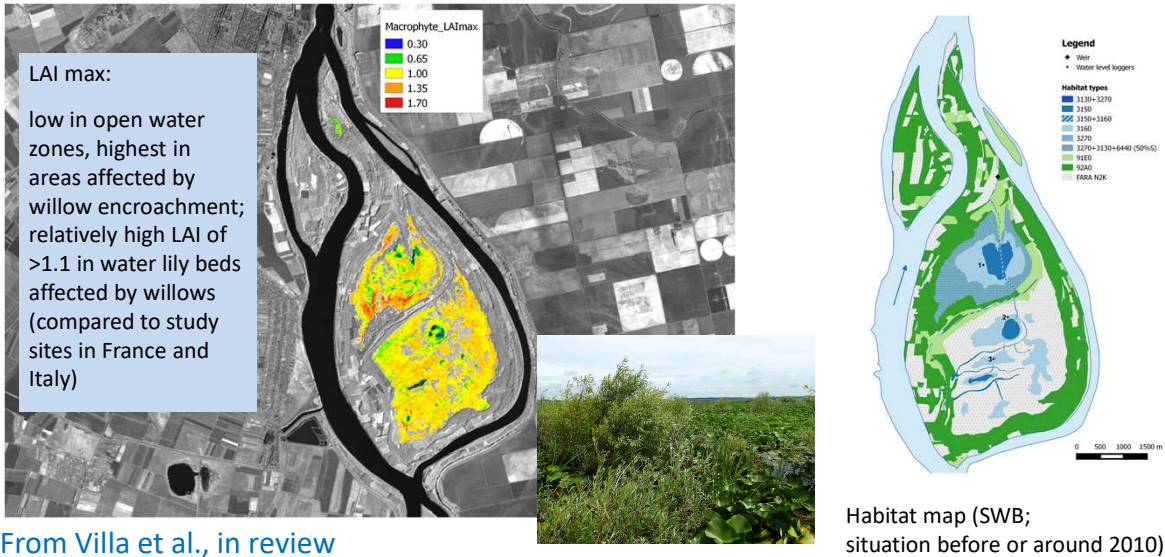 LAI max:
low in open water
zones, highest in
areas affected by
willow encroachment;
relatively high LAI of
>1.1 in water lily beds
affected by willows
(compared to study
sites in France and
Italy)
Macrophyte_LAImax
0.30
0.65
1.00
1.35
1.70
Legend
Weir
Water level loggers
Habitat types
3130+3270
3150
3150+3160
3160
3270
3270+3130+6440 (50%S)
91E0
92A0
FARA N2K
1
2
3
0 500 1000 1500 m
From Villa et al., in review
Habitat map (SWB;
situation before or around 2010)